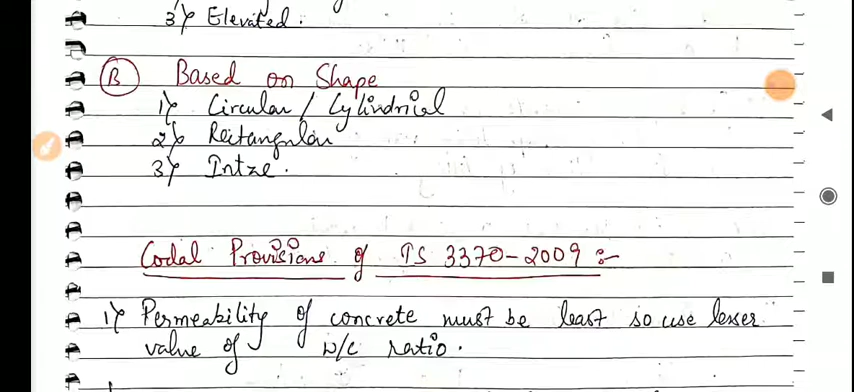 3) Elevated.
(B) Based on Shape
1) Circular / Cylindrical
2) Rectangular
3) Intze.
Codal Provisions of IS 3370-2009 :-
1) Permeability of concrete must be least so use lesser
value of w/c ratio.